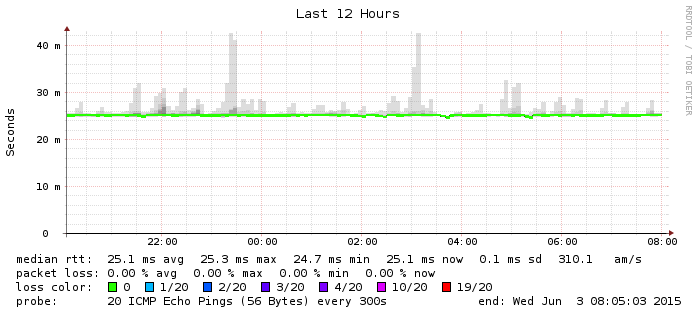 Last 12 Hours
RRDTOOL / TOBI OETIKER
Seconds
40 m
30 m
20 m
10 m
0
22:00 00:00 02:00 04:00 06:00 08:00
median rtt: 25.1 ms avg 25.3 ms max 24.7 ms min 25.1 ms now 0.1 ms sd 310.1 am/s
packet loss: 0.00 % avg 0.00 % max 0.00 % min 0.00 % now
loss color: 0 1/20 2/20 3/20 4/20 10/20 19/20
probe: 20 ICMP Echo Pings (56 Bytes) every 300s end: Wed Jun 3 08:05:03 2015